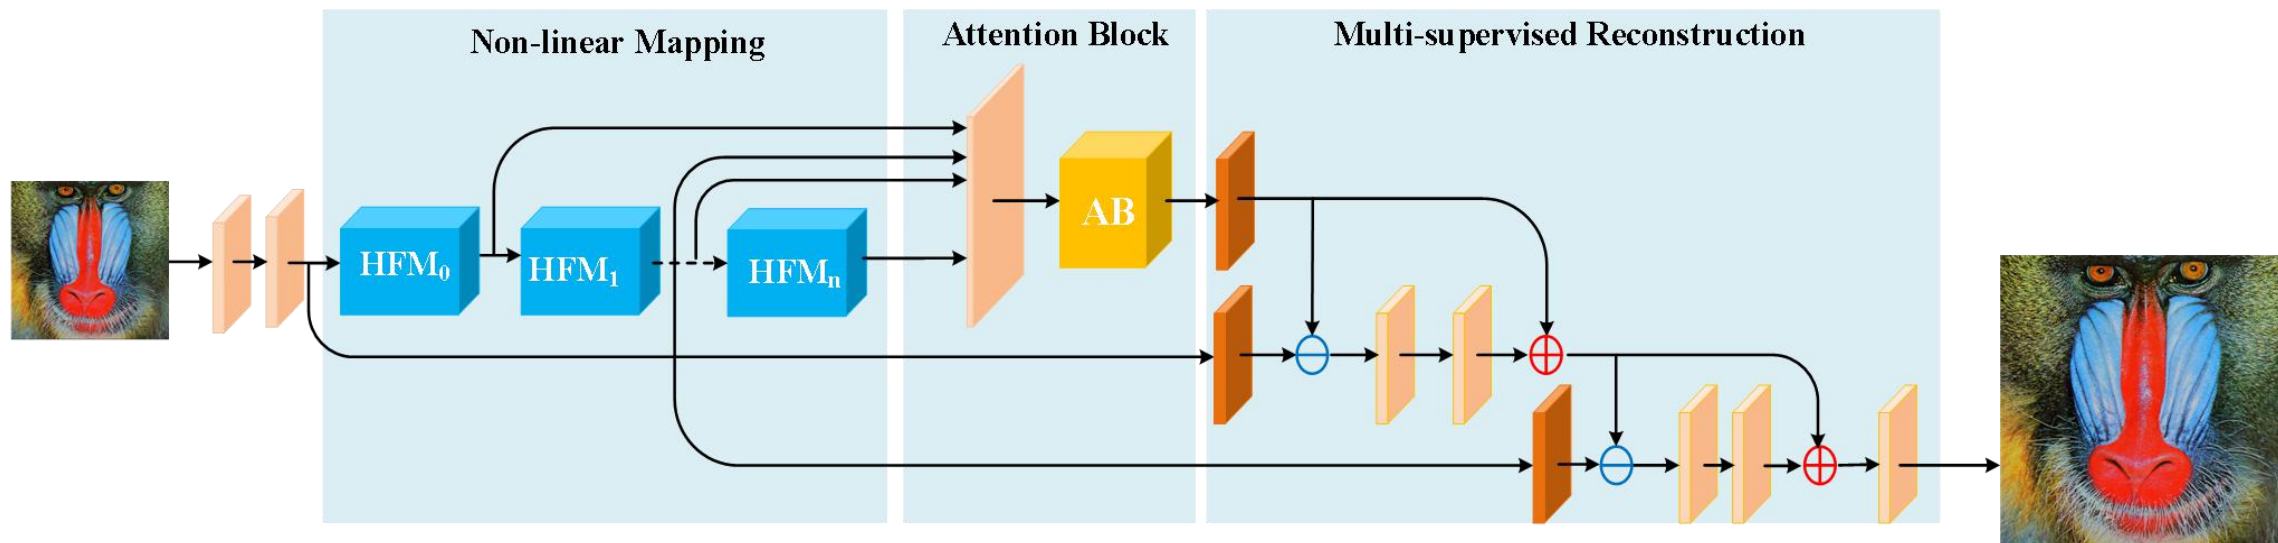 Non-linear Mapping
Attention Block
Multi-supervised Reconstruction
HFM₀
HFM₁
HFMₙ
AB